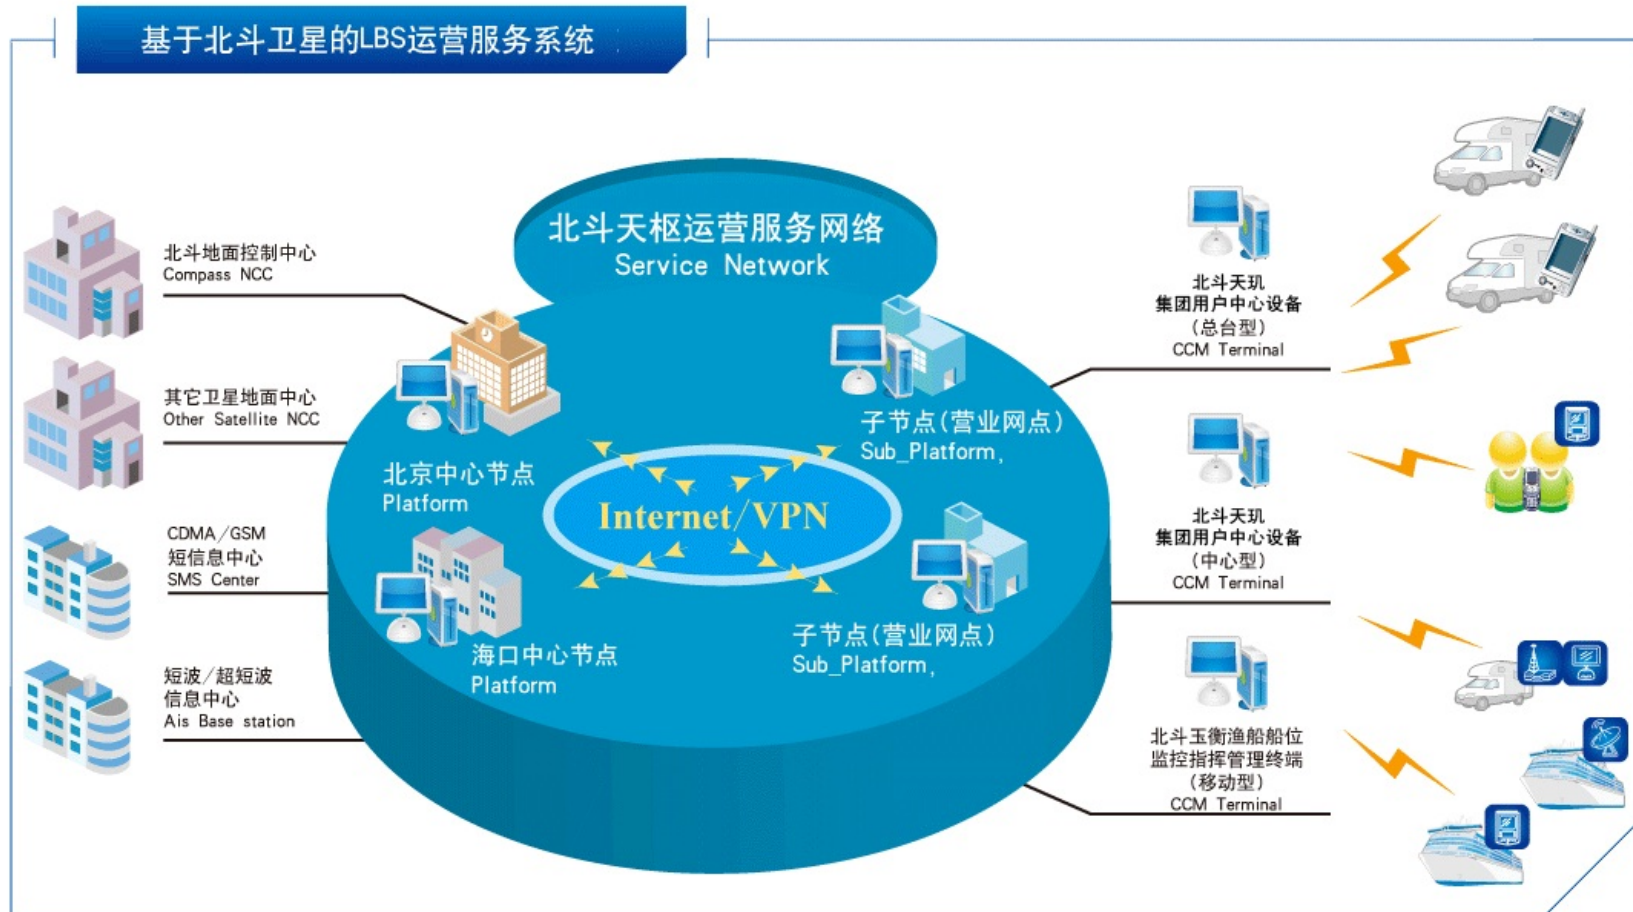 基于北斗卫星的LBS运营服务系统
北斗天枢运营服务网络
Service Network
北斗地面控制中心
Compass NCC
其它卫星地面中心
Other Satellite NCC
CDMA/GSM
短信息中心
SMS Center
短波/超短波
信息中心
Ais Base station
北京中心节点
Platform
海口中心节点
Platform
Internet/VPN
子节点(营业网点)
Sub_Platform,
子节点(营业网点)
Sub_Platform,
北斗天玑
集团用户中心设备
(总台型)
CCM Terminal
北斗天玑
集团用户中心设备
(中心型)
CCM Terminal
北斗玉衡渔船船位
监控指挥管理终端
(移动型)
CCM Terminal